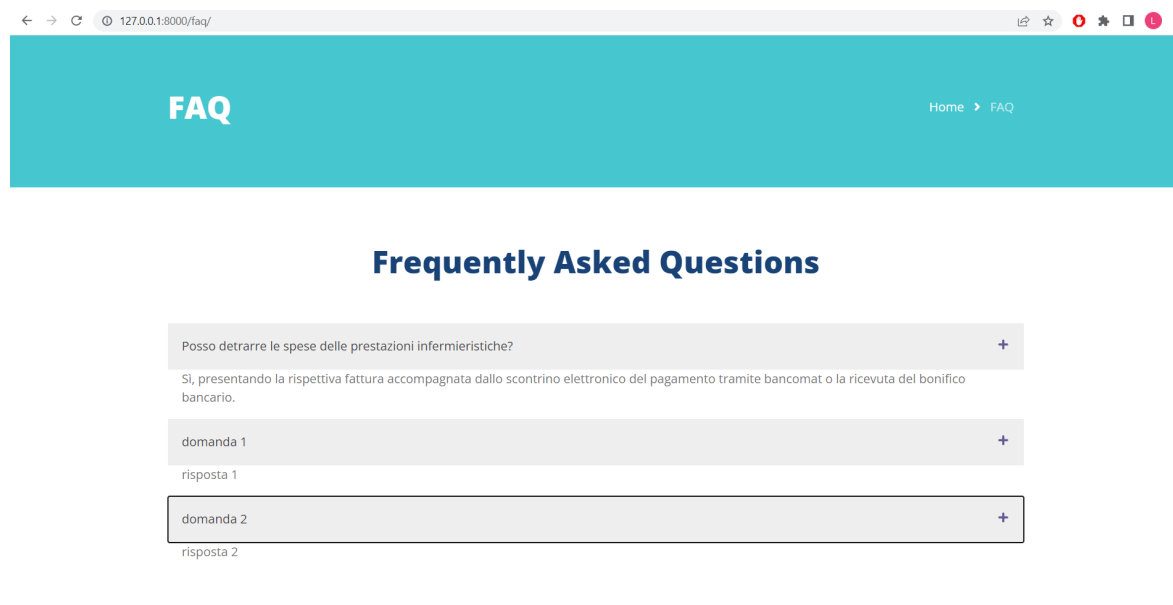 127.0.0.1:8000/faq/
L
FAQ
Home > FAQ
Frequently Asked Questions
Posso detrarre le spese delle prestazioni infermieristiche? +
Sì, presentando la rispettiva fattura accompagnata dallo scontrino elettronico del pagamento tramite bancomat o la ricevuta del bonifico
bancario.
domanda 1 +
risposta 1
domanda 2 +
risposta 2